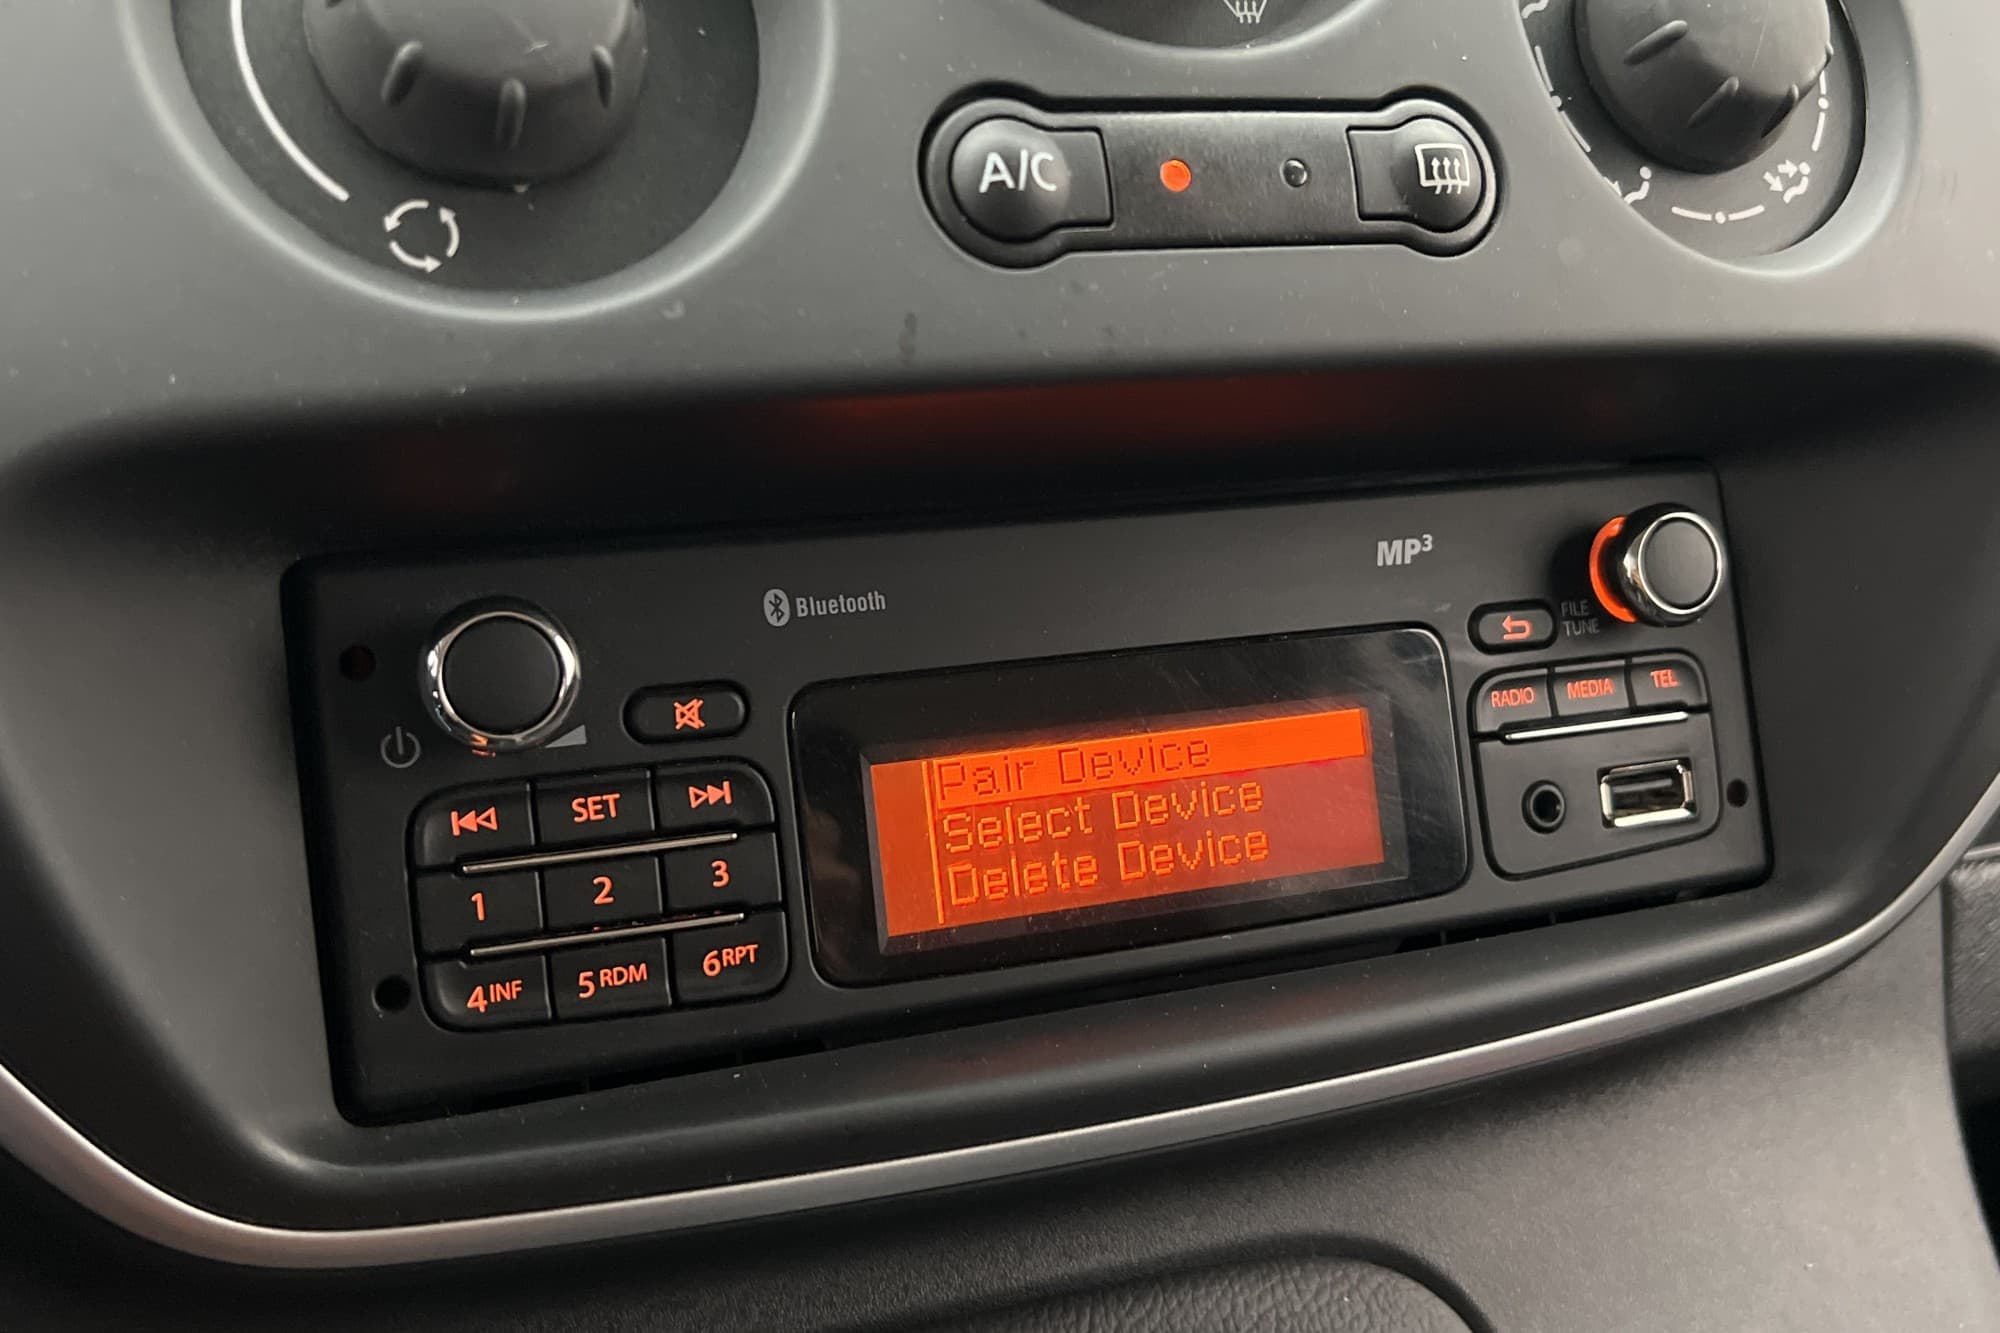 A/C
MP3
Bluetooth
FILE
TUNE
RADIO MEDIA TEL
SET
Pair Device
Select Device
Delete Device
1 2 3
4INF 5RDM 6RPT